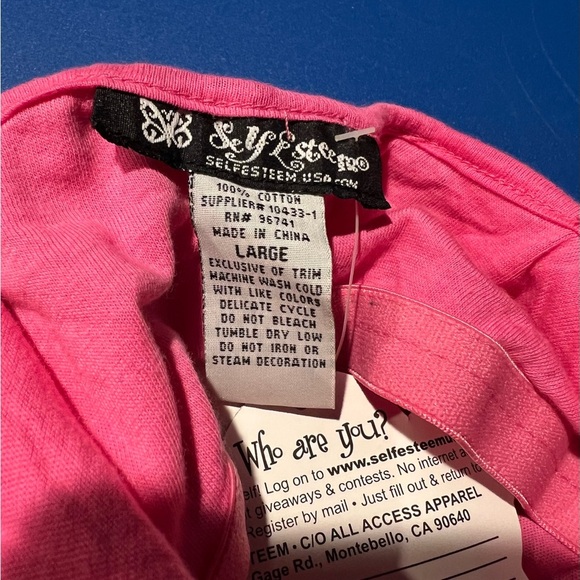 Self Esteem®
SELFESTEEM USA.COM
100% COTTON
SUPPLIER# 10433-1
RN# 96741
MADE IN CHINA
LARGE
EXCLUSIVE OF TRIM
MACHINE WASH COLD
WITH LIKE COLORS
DELICATE CYCLE
DO NOT BLEACH
TUMBLE DRY LOW
DO NOT IRON OR
STEAM DECORATION
Who are you?
! Log on to www.selfesteemu
giveaways & contests. No internet a
Register by mail • Just fill out & return to
TEEM • C/O ALL ACCESS APPAREL
Gage Rd., Montebello, CA 90640